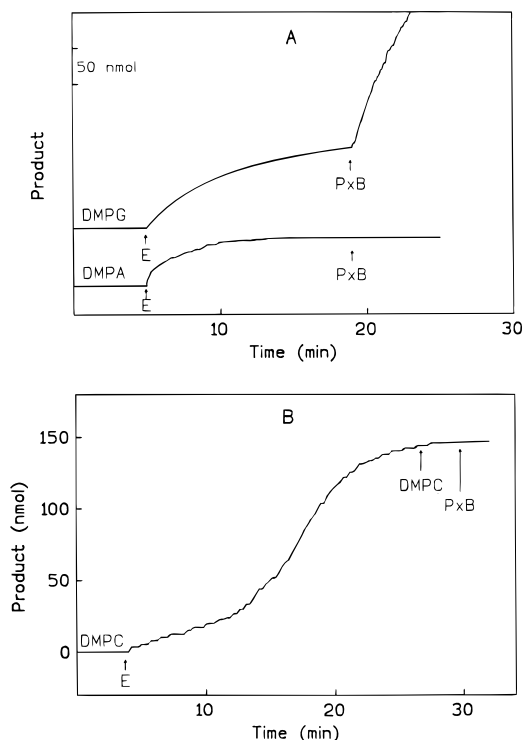 A
50 nmol
Product
PxB
DMPG
E
DMPA
PxB
E
10
20
30
Time (min)
B
150
100
50
0
Product (nmol)
DMPC
PxB
DMPC
E
10
20
30
Time (min)